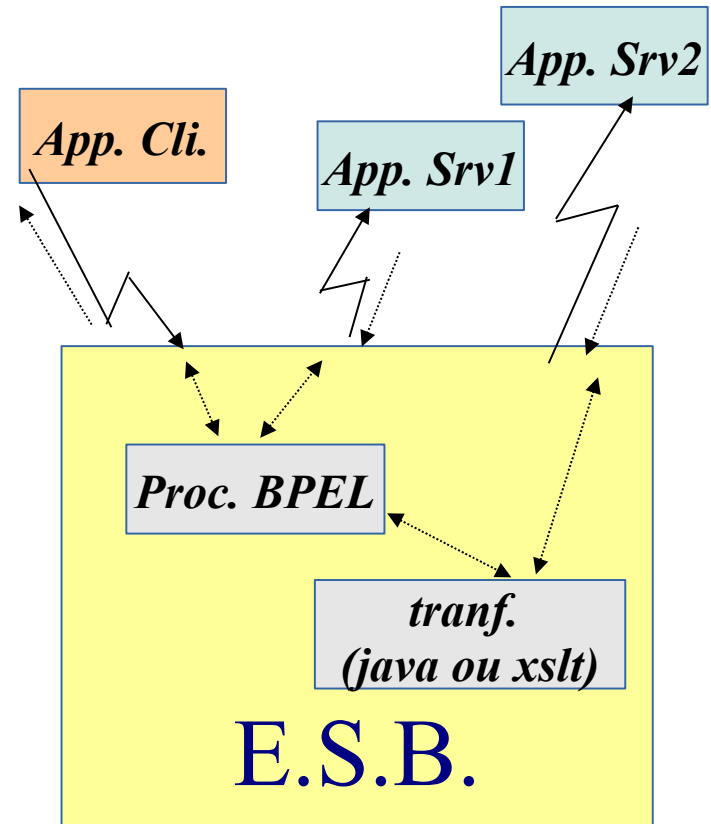 App. Srv2
App. Cli.
App. Srv1
Proc. BPEL
tranf.
(java ou xslt)
E.S.B.